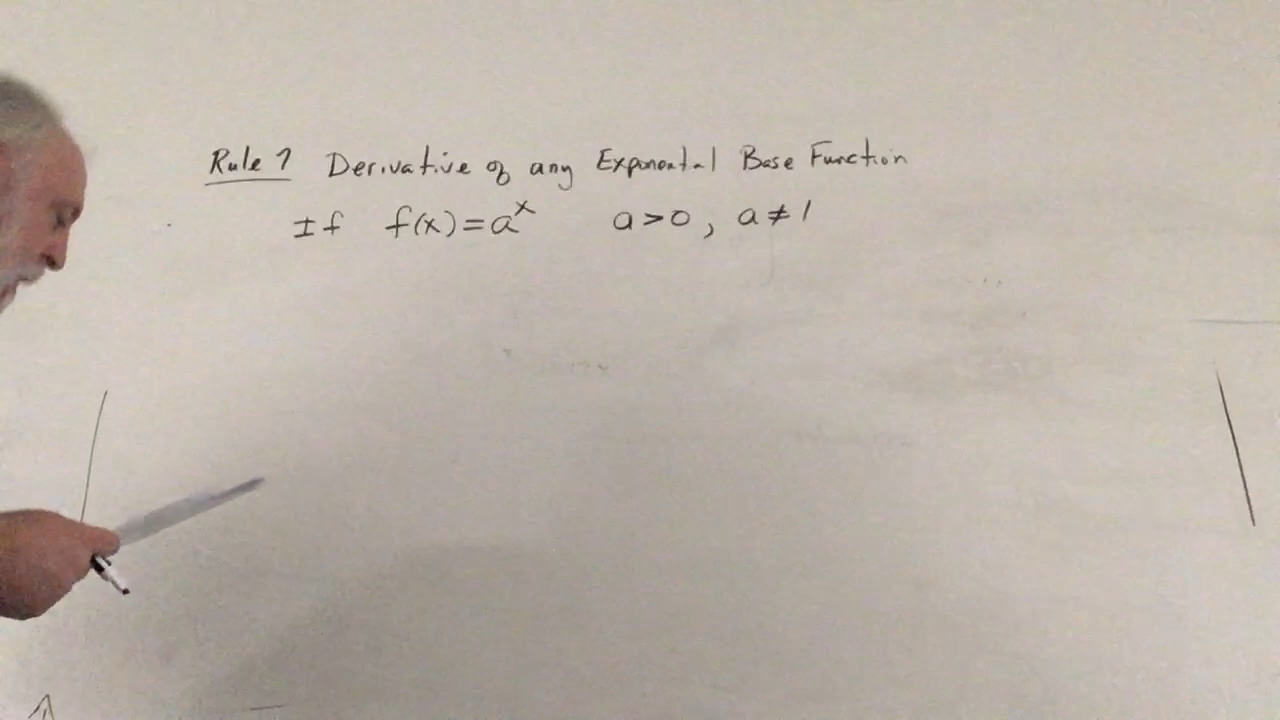 Rule 7 Derivative of any Exponential Base Function
If f(x)=a^x a>0, a≠1